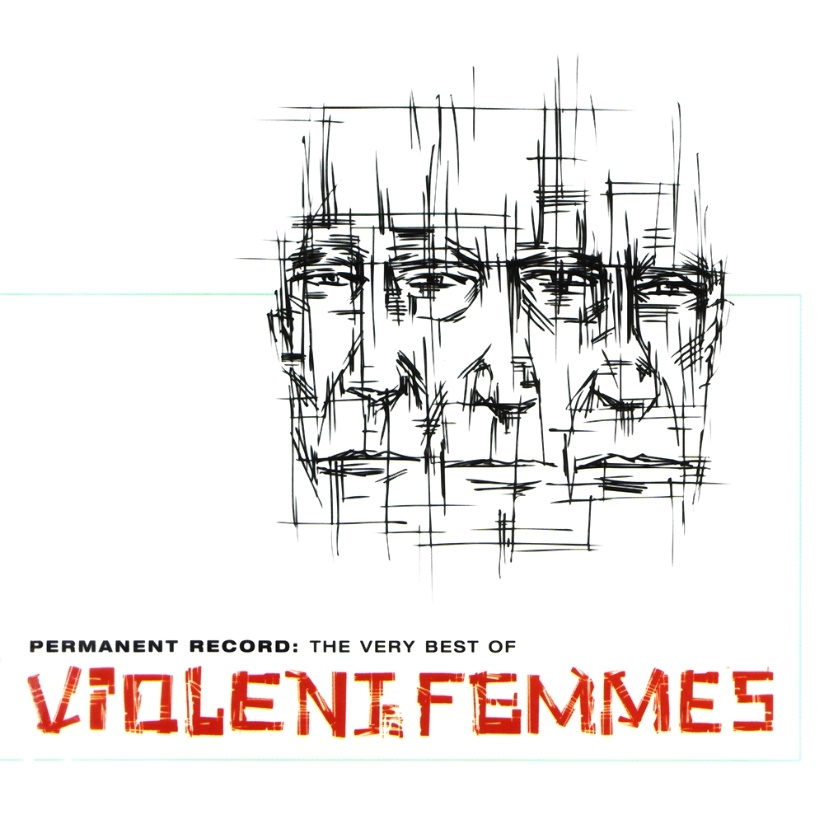 PERMANENT RECORD: THE VERY BEST OF
ViOLENT FEMMES